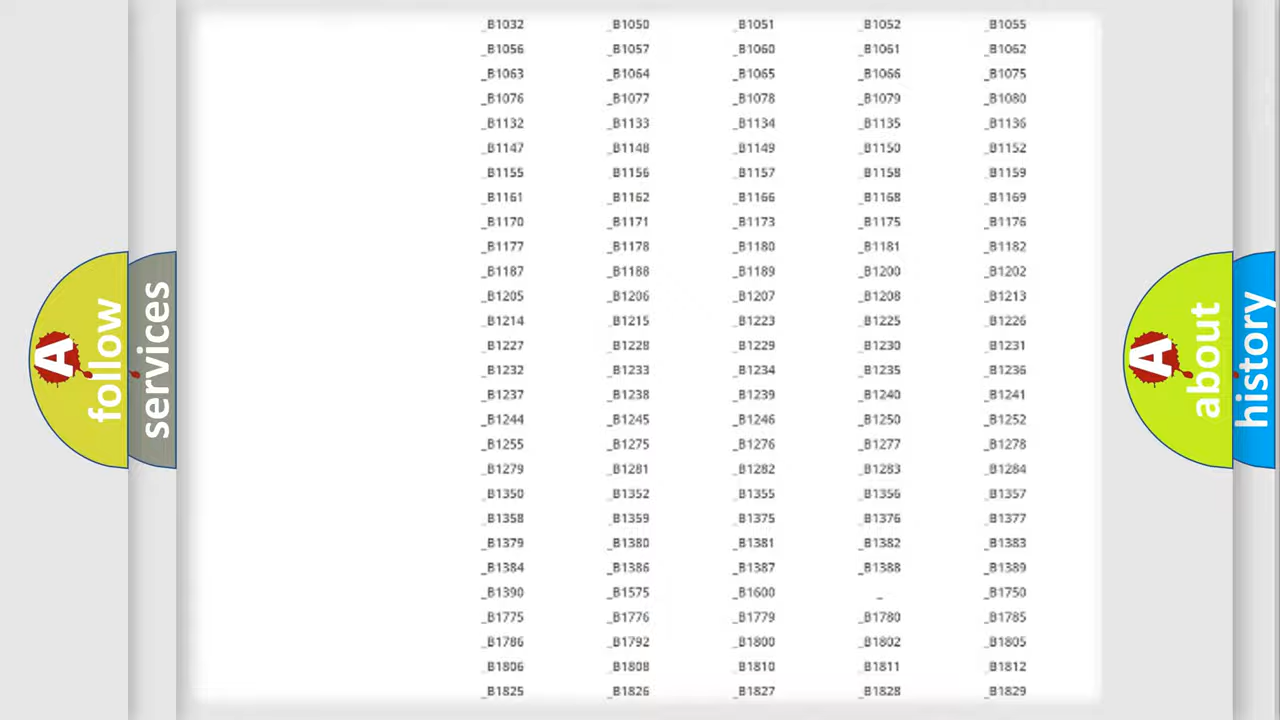 _B1032 _B1050 _B1051 _B1052 _B1055
_B1056 _B1057 _B1060 _B1061 _B1062
_B1063 _B1064 _B1065 _B1066 _B1075
_B1076 _B1077 _B1078 _B1079 _B1080
_B1132 _B1133 _B1134 _B1135 _B1136
_B1147 _B1148 _B1149 _B1150 _B1152
_B1155 _B1156 _B1157 _B1158 _B1159
_B1161 _B1162 _B1166 _B1168 _B1169
_B1170 _B1171 _B1173 _B1175 _B1176
_B1177 _B1178 _B1180 _B1181 _B1182
_B1187 _B1188 _B1189 _B1200 _B1202
_B1205 _B1206 _B1207 _B1208 _B1213
_B1214 _B1215 _B1223 _B1225 _B1226
_B1227 _B1228 _B1229 _B1230 _B1231
_B1232 _B1233 _B1234 _B1235 _B1236
_B1237 _B1238 _B1239 _B1240 _B1241
_B1244 _B1245 _B1246 _B1250 _B1252
_B1255 _B1275 _B1276 _B1277 _B1278
_B1279 _B1281 _B1282 _B1283 _B1284
_B1350 _B1352 _B1355 _B1356 _B1357
_B1358 _B1359 _B1375 _B1376 _B1377
_B1379 _B1380 _B1381 _B1382 _B1383
_B1384 _B1386 _B1387 _B1388 _B1389
_B1390 _B1575 _B1600 _ _B1750
_B1775 _B1776 _B1779 _B1780 _B1785
_B1786 _B1792 _B1800 _B1802 _B1805
_B1806 _B1808 _B1810 _B1811 _B1812
_B1825 _B1826 _B1827 _B1828 _B1829
A
follow
services
A
about
history